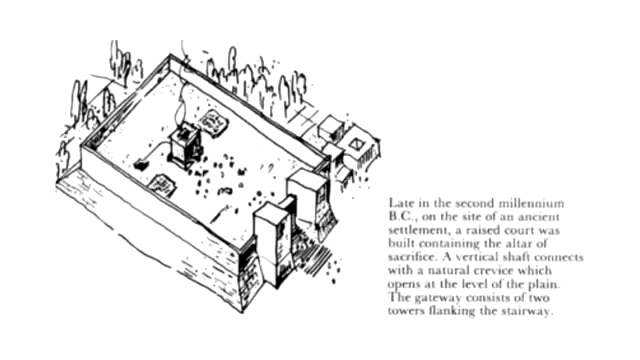 Late in the second millennium
B.C., on the site of an ancient
settlement, a raised court was
built containing the altar of
sacrifice. A vertical shaft connects
with a natural crevice which
opens at the level of the plain.
The gateway consists of two
towers flanking the stairway.